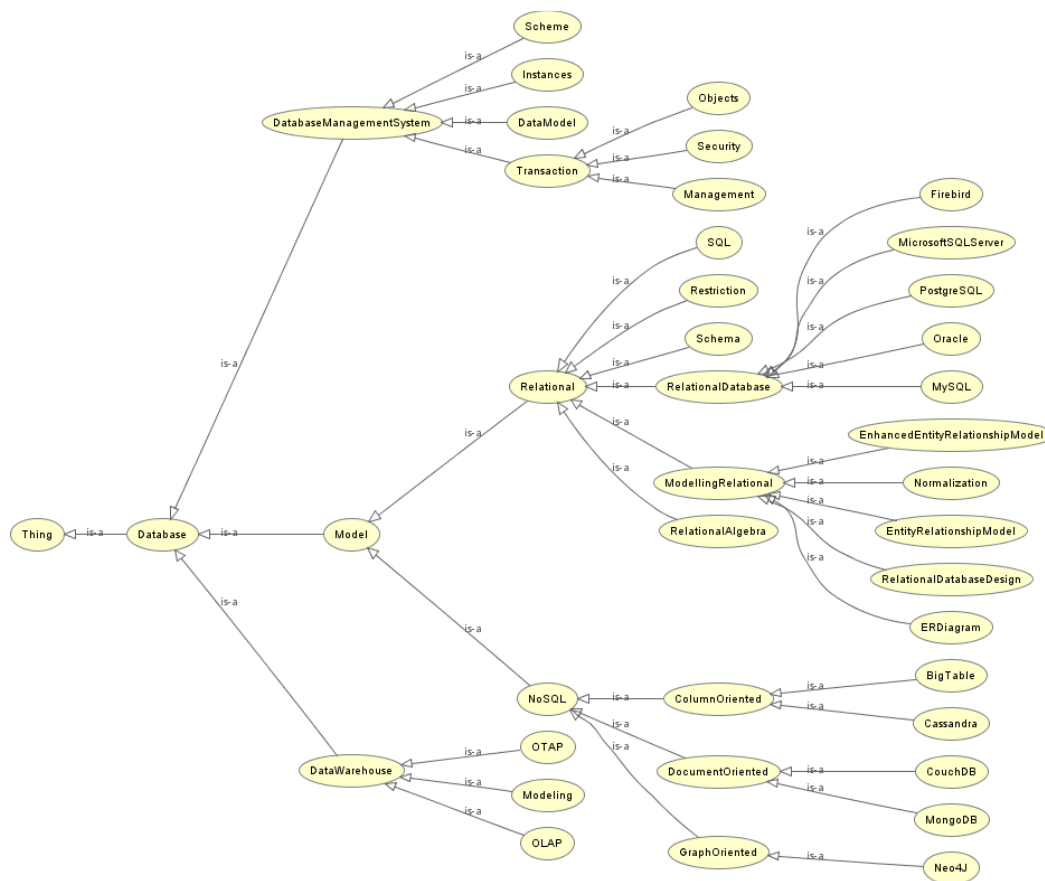 Scheme
is-a
Instances
is-a
DatabaseManagementSystem
is-a
DataModel
is-a
Transaction
Objects
is-a
Security
is-a
Management
is-a
is-a
SQL
is-a
Restriction
is-a
Schema
is-a
Relational
is-a
RelationalDatabase
Firebird
is-a
MicrosoftSQLServer
is-a
PostgreSQL
is-a
Oracle
is-a
MySQL
is-a
is-a
is-a
ModellingRelational
EnhancedEntityRelationshipModel
is-a
Normalization
is-a
EntityRelationshipModel
is-a
RelationalDatabaseDesign
is-a
ERDiagram
is-a
is-a
RelationalAlgebra
Thing
is-a
Database
is-a
Model
is-a
is-a
NoSQL
is-a
ColumnOriented
BigTable
is-a
Cassandra
is-a
is-a
DocumentOriented
CouchDB
is-a
MongoDB
is-a
is-a
GraphOriented
is-a
Neo4J
DataWarehouse
OTAP
is-a
Modeling
is-a
OLAP
is-a